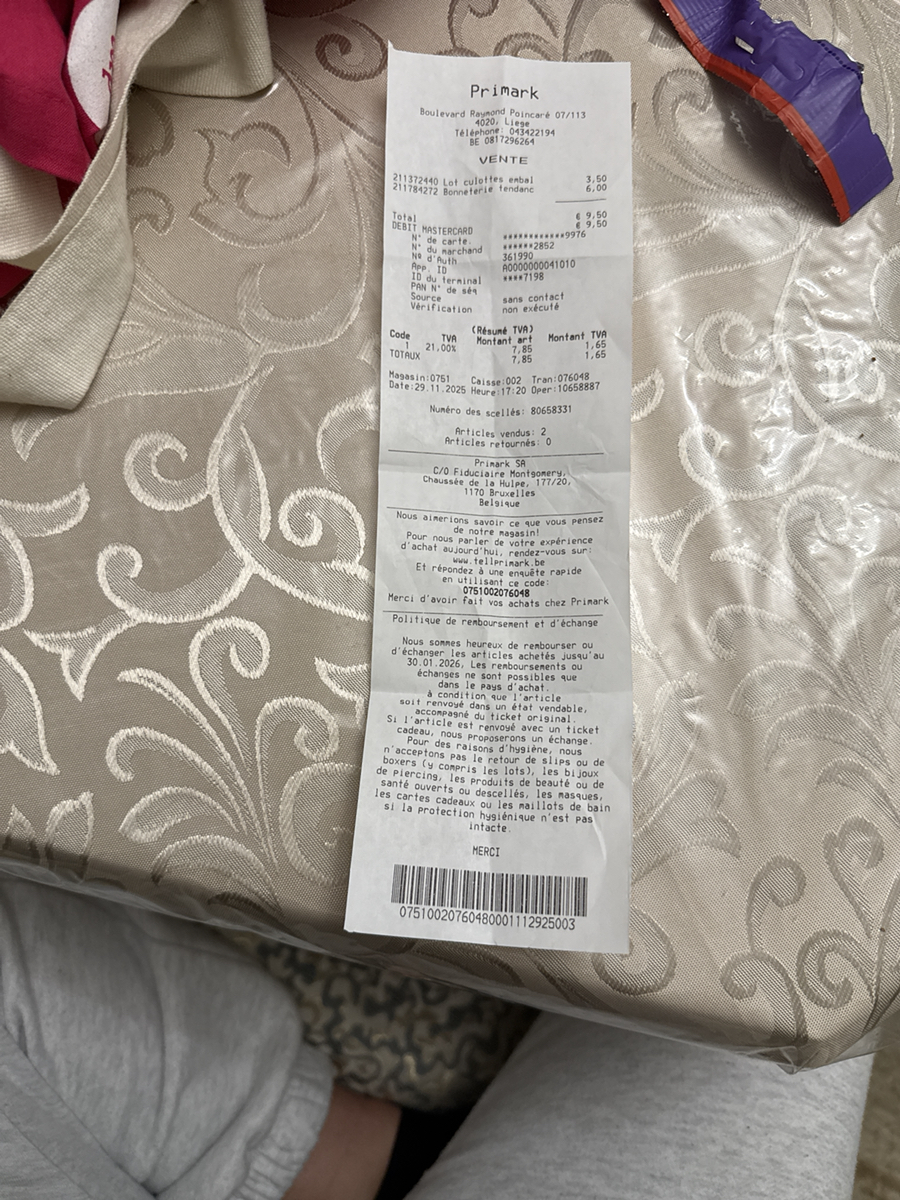 Primark
Boulevard Raymond Poincaré 07/113
4020, Liege
Téléphone: 043422194
BE 0817296264
VENTE
211372440 Lot culottes embal 3,50
211784272 Bonneterie tendanc 6,00
Total € 9,50
DEBIT MASTERCARD € 9,50
N° de carte. ************9976
N° du marchand ******2852
Nº d'Auth 361990
App. ID A0000000041010
ID du terminal ****7198
PAN N° de séq
Source sans contact
Vérification non exécuté
(Résumé TVA)
Code TVA Montant art Montant TVA
1 21,00% 7,85 1,65
TOTAUX 7,85 1,65
Magasin:0751 Caisse:002 Tran:076048
Date:29.11.2025 Heure:17:20 Oper:10658887
Numéro des scellés: 80658331
Articles vendus: 2
Articles retournés: 0
Primark SA
C/O Fiduciaire Montgomery,
Chaussée de la Hulpe, 177/20,
1170 Bruxelles
Belgique
Nous aimerions savoir ce que vous pensez
de notre magasin!
Pour nous parler de votre expérience
d'achat aujourd'hui, rendez-vous sur:
www.tellprimark.be
Et répondez à une enquête rapide
en utilisant ce code:
0751002076048
Merci d'avoir fait vos achats chez Primark
Politique de remboursement et d'échange
Nous sommes heureux de rembourser ou
d'échanger les articles achetés jusqu'au
30.01.2026, Les remboursements ou
échanges ne sont possibles que
dans le pays d'achat.
à condition que l'article
soit renvoyé dans un état vendable,
accompagné du ticket original.
Si l'article est renvoyé avec un ticket
cadeau, nous proposerons un échange.
Pour des raisons d'hygiène, nous
n'acceptons pas le retour de slips ou de
boxers (y compris les lots), les bijoux
de piercing, les produits de beauté ou de
santé ouverts ou descellés, les masques,
les cartes cadeaux ou les maillots de bain
si la protection hygiénique n'est pas
intacte.
MERCI
07510020760480001112925003